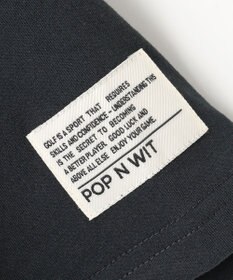 GOLF IS A SPORT THAT REQUIRES
SKILLS AND CONFIDENCE - UNDERSTANDING THIS
IS THE SECRET TO BECOMING
A BETTER PLAYER. GOOD LUCK AND
ABOVE ALL ELSE ENJOY YOUR GAME.
POP N WIT